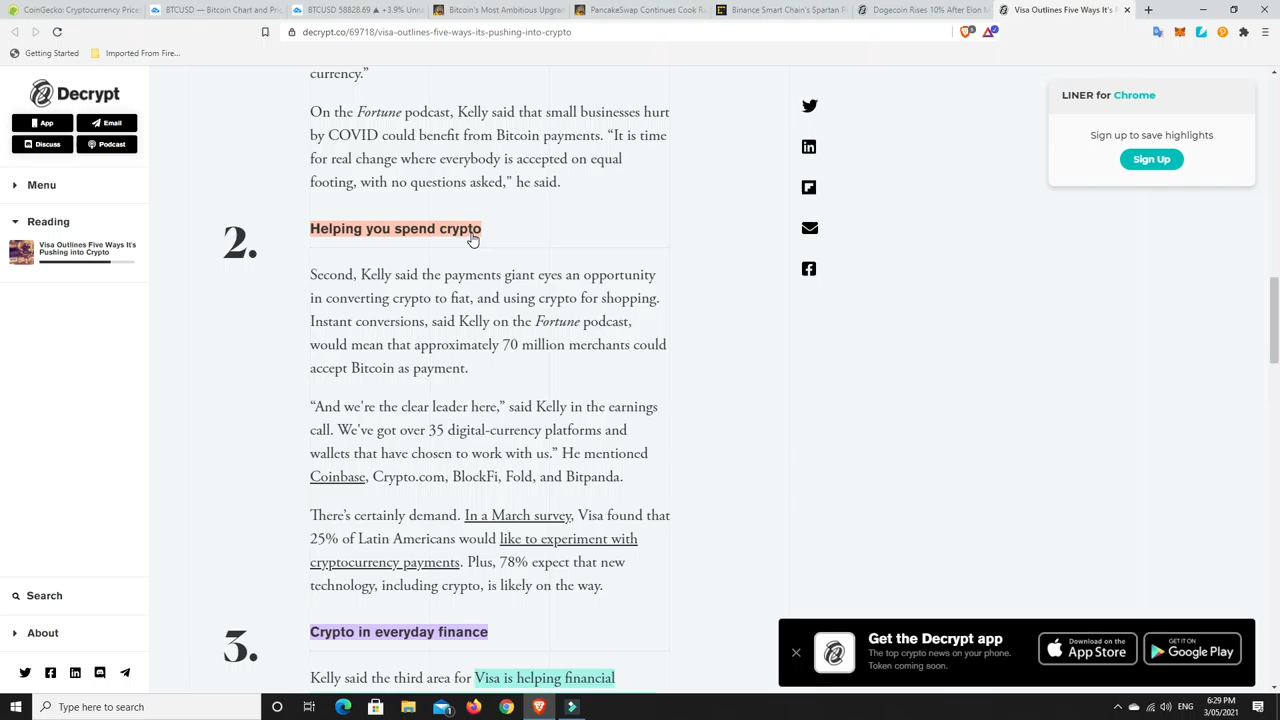 CoinGecko: Cryptocurrency Price
BTCUSD — Bitcoin Chart and Pri
BTCUSD 58828.69 ▲ +3.9% Unn
Bitcoin's Most Ambitious Upgra
PancakeSwap Continues Cook R
Binance Smart Chain's Spartan P
Dogecoin Rises 10% After Elon M
Visa Outlines Five Ways It's P
decrypt.co/69718/visa-outlines-five-ways-its-pushing-into-crypto
Getting Started
Imported From Fire...
Decrypt
App
Email
Discuss
Podcast
Menu
Reading
Visa Outlines Five Ways It's
Pushing into Crypto
Search
About
currency.”
On the Fortune podcast, Kelly said that small businesses hurt
by COVID could benefit from Bitcoin payments. “It is time
for real change where everybody is accepted on equal
footing, with no questions asked," he said.
2.
Helping you spend crypto
Second, Kelly said the payments giant eyes an opportunity
in converting crypto to fiat, and using crypto for shopping.
Instant conversions, said Kelly on the Fortune podcast,
would mean that approximately 70 million merchants could
accept Bitcoin as payment.
“And we're the clear leader here,” said Kelly in the earnings
call. We've got over 35 digital-currency platforms and
wallets that have chosen to work with us.” He mentioned
Coinbase, Crypto.com, BlockFi, Fold, and Bitpanda.
There’s certainly demand. In a March survey, Visa found that
25% of Latin Americans would like to experiment with
cryptocurrency payments. Plus, 78% expect that new
technology, including crypto, is likely on the way.
3.
Crypto in everyday finance
Kelly said the third area for Visa is helping financial
LINER for Chrome
Sign up to save highlights
Sign Up
Get the Decrypt app
The top crypto news on your phone.
Token coming soon.
Download on the
App Store
GET IT ON
Google Play
Type here to search
ENG
6:29 PM
3/05/2021